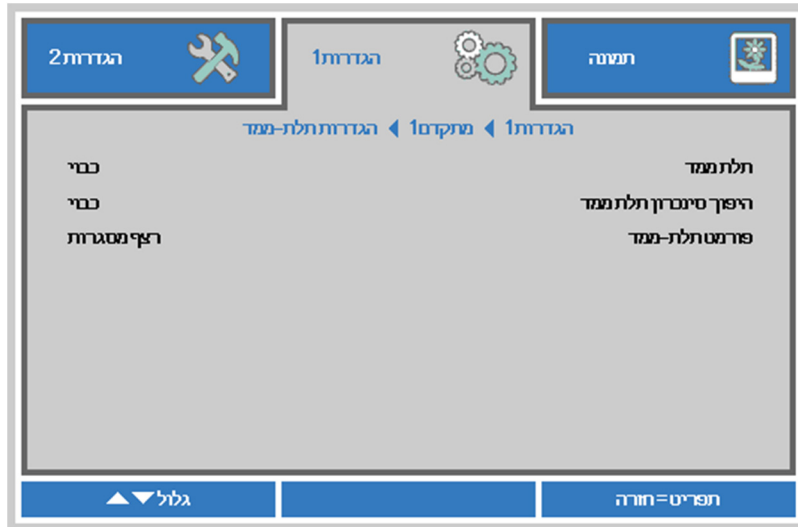 תמונה
הגדרות 1
הגדרות 2
הגדרות 1 ◀ מתקדם 1 ◀ הגדרות תלת-ממד
תלת ממד כבוי
היפוך סינכרון תלת ממד כבוי
פורמט תלת-ממד רצף מסגרות
תפריט = חזרה
גלול ▼▲